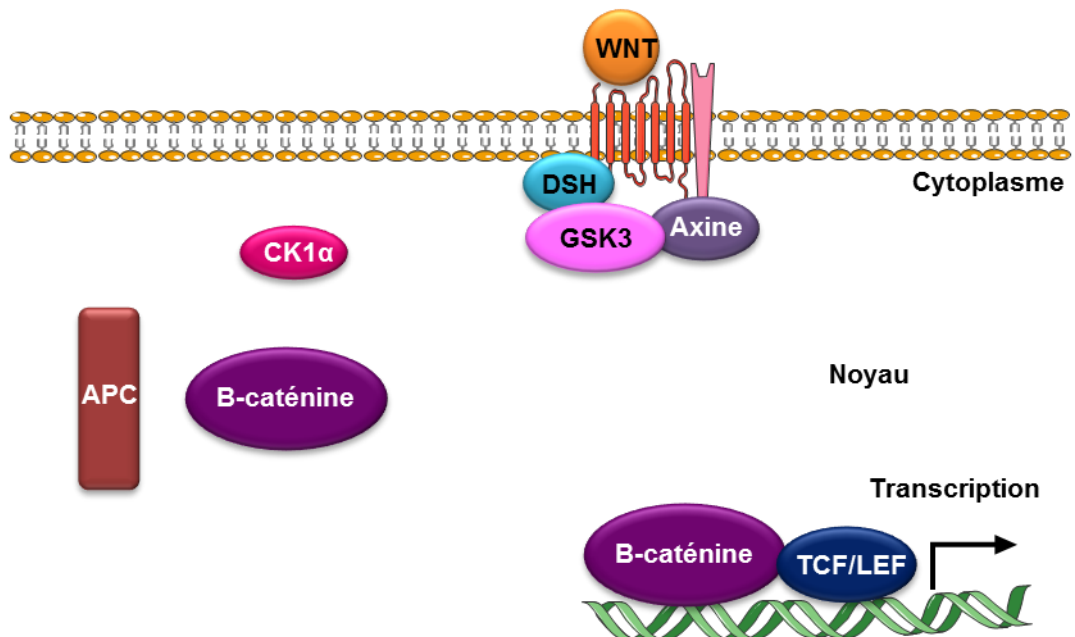 WNT
Cytoplasme
DSH
GSK3
Axine
CK1α
APC
B-caténine
Noyau
Transcription
B-caténine
TCF/LEF